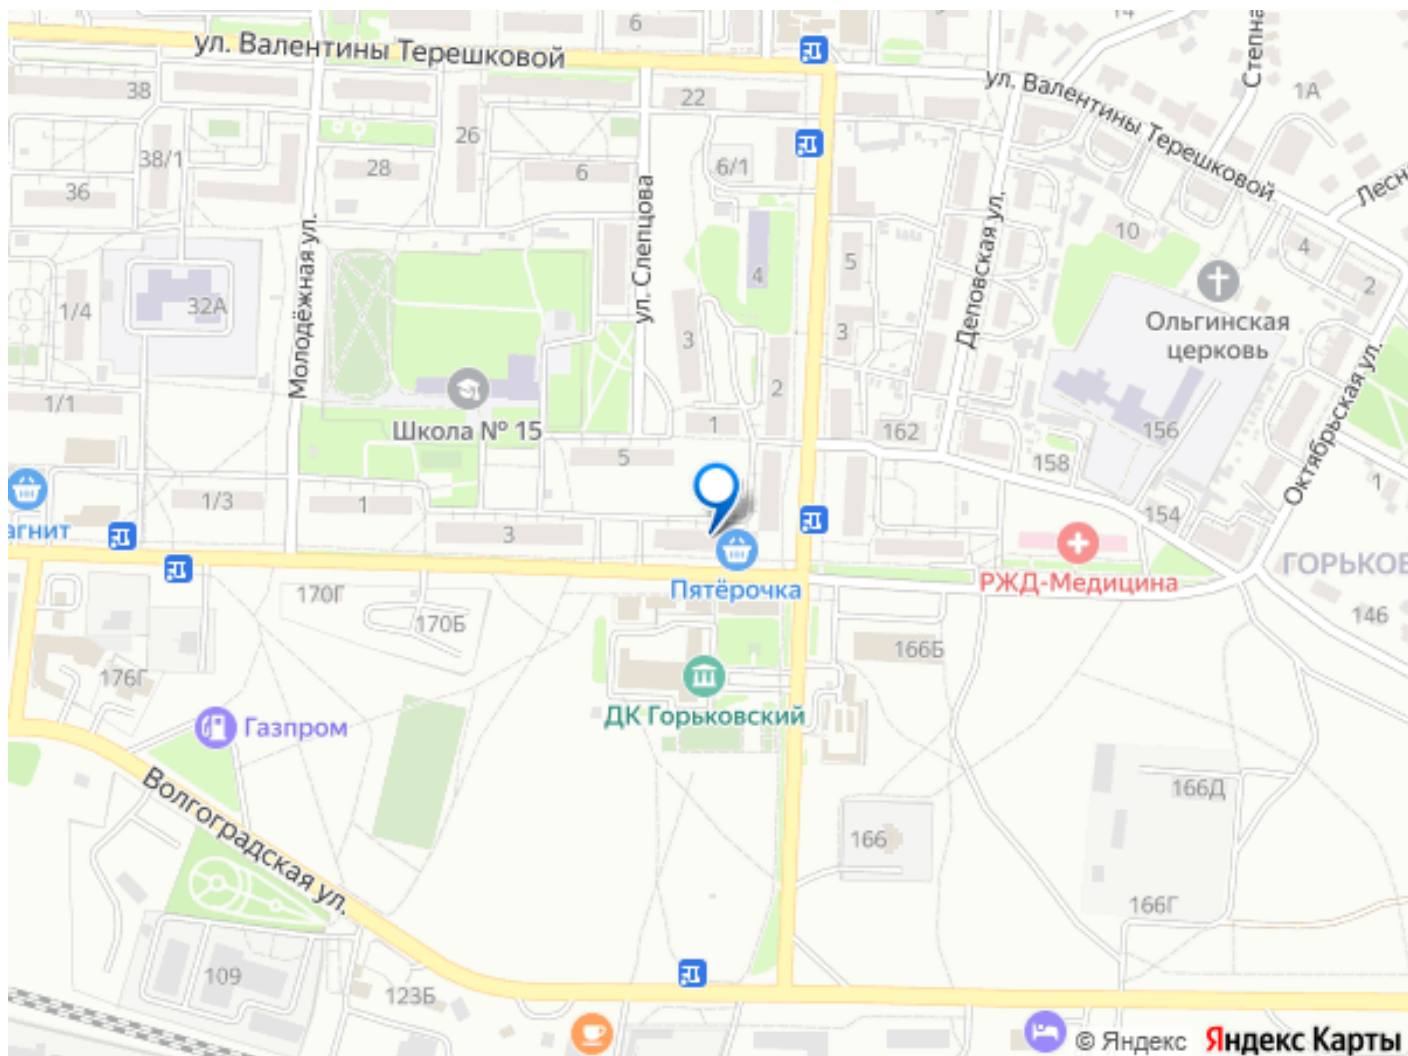 6
14
ул. Валентины Терешковой
Степна
38
22
26
1А
ул. Валентины Терешковой
38/1
28
6
6/1
36
Лесн
ул. Слепцова
Деповская ул.
Молодёжная ул.
10
4
5
4
2
1/4
32А
Ольгинская
церковь
3
3
2
Октябрьская ул.
1/1
Школа № 15
1
162
156
5
158
1
1/3
1
154
агнит
3
Пятёрочка
РЖД-Медицина
ГОРЬКОВ
170Г
170Б
146
166Б
176Г
ДК Горьковский
Газпром
Волгоградская ул.
166Д
166
166Г
109
123Б
© Яндекс
Яндекс Карты